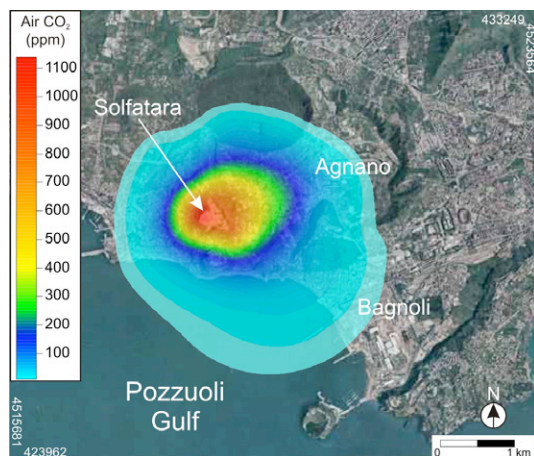 Air CO₂
(ppm)
1100
1000
900
800
700
600
500
400
300
200
100
433249
4523564
Solfatara
Agnano
Bagnoli
Pozzuoli
Gulf
N
0
1 km
4515681
423962